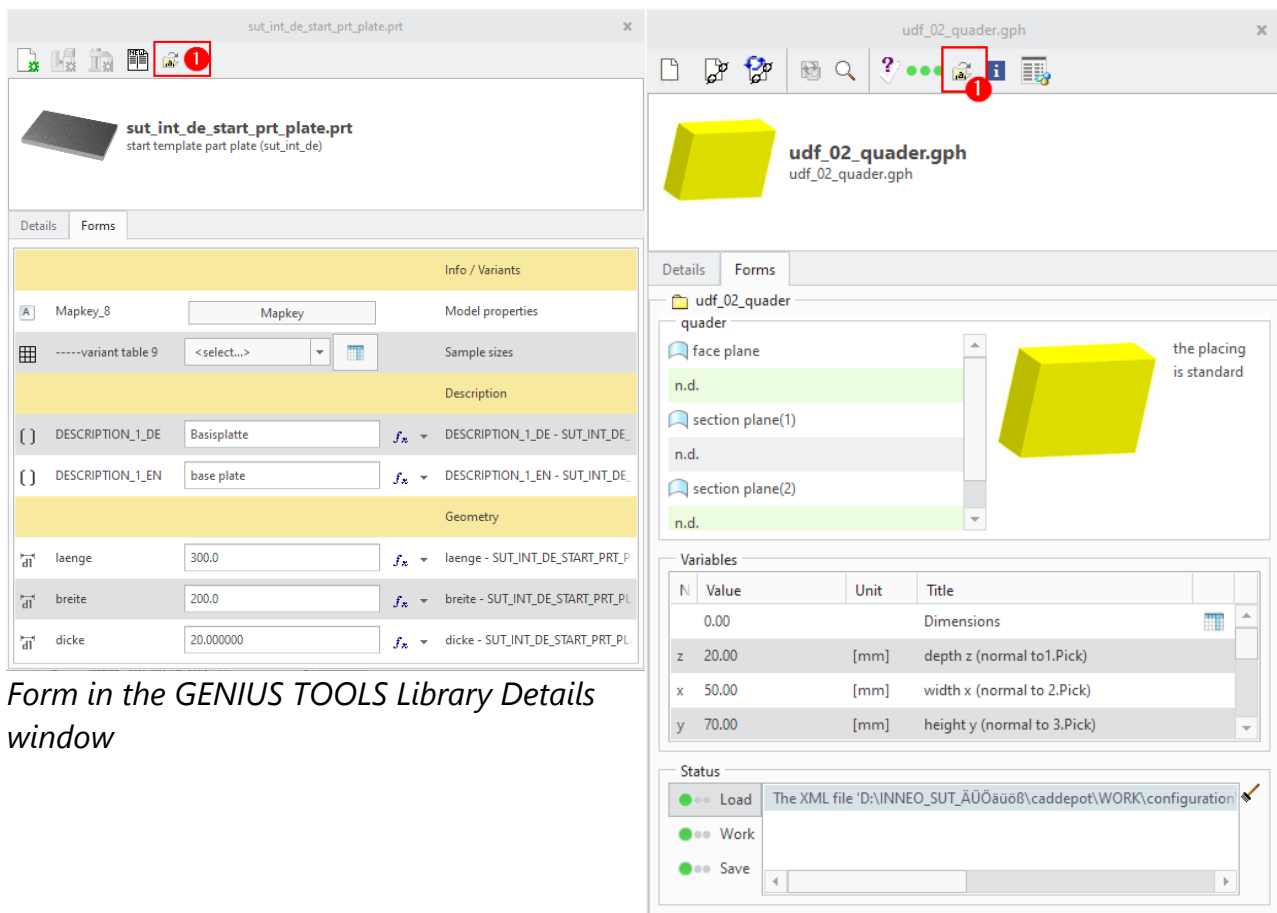 sut_int_de_start_prt_plate.prt
1
sut_int_de_start_prt_plate.prt
start template part plate (sut_int_de)
Details Forms
Info / Variants
Mapkey_8 Mapkey Model properties
-----variant table 9 <select...> Sample sizes
Description
DESCRIPTION_1_DE Basisplatte DESCRIPTION_1_DE - SUT_INT_DE_
DESCRIPTION_1_EN base plate DESCRIPTION_1_EN - SUT_INT_DE_
Geometry
laenge 300.0 laenge - SUT_INT_DE_START_PRT_P
breite 200.0 breite - SUT_INT_DE_START_PRT_PL
dicke 20.000000 dicke - SUT_INT_DE_START_PRT_PL
Form in the GENIUS TOOLS Library Details
window
udf_02_quader.gph
1
udf_02_quader.gph
udf_02_quader.gph
Details Forms
udf_02_quader
quader
face plane
n.d.
section plane(1)
n.d.
section plane(2)
n.d.
the placing
is standard
Variables
N Value Unit Title
0.00 Dimensions
z 20.00 [mm] depth z (normal to1.Pick)
x 50.00 [mm] width x (normal to 2.Pick)
y 70.00 [mm] height y (normal to 3.Pick)
Status
Load The XML file 'D:\INNEO_SUT_ÄÜÖäüöß\caddepot\WORK\configuration
Work
Save